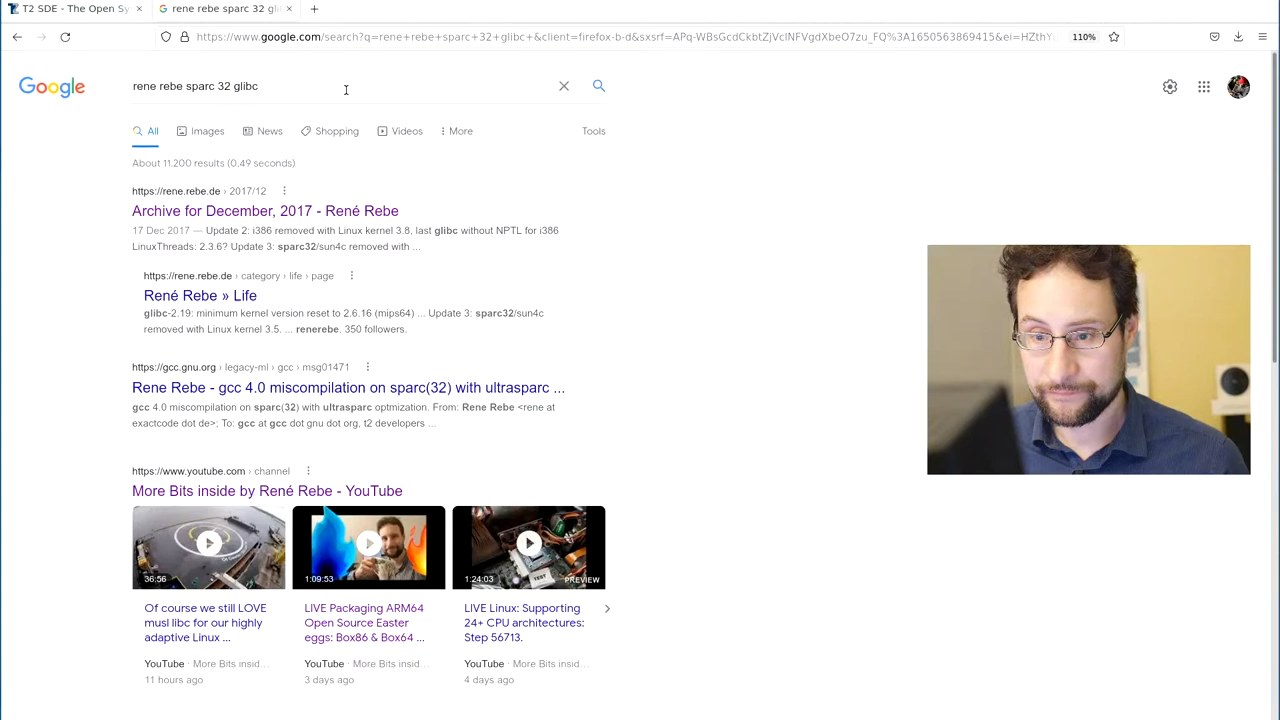 T2 SDE - The Open Sy
rene rebe sparc 32 gli
https://www.google.com/search?q=rene+rebe+sparc+32+glibc+&client=firefox-b-d&sxsrf=
110%
Google
rene rebe sparc 32 glibc
All
Images
News
Shopping
Videos
More
Tools
About 11.200 results (0.49 seconds)
https://rene.rebe.de › 2017/12
Archive for December, 2017 - René Rebe
17 Dec 2017 — Update 2: i386 removed with Linux kernel 3.8, last glibc without NPTL for i386
LinuxThreads: 2.3.6? Update 3: sparc32/sun4c removed with ...
https://rene.rebe.de › category › life › page
René Rebe » Life
glibc-2.19: minimum kernel version reset to 2.6.16 (mips64) ... Update 3: sparc32/sun4c
removed with Linux kernel 3.5. ... renerebe. 350 followers.
https://gcc.gnu.org › legacy-ml › gcc › msg01471
Rene Rebe - gcc 4.0 miscompilation on sparc(32) with ultrasparc ...
gcc 4.0 miscompilation on sparc(32) with ultrasparc optmization. From: Rene Rebe <rene at
exactcode dot de>; To: gcc at gcc dot gnu dot org, t2 developers ...
https://www.youtube.com › channel
More Bits inside by René Rebe - YouTube
36:56
1:09:53
1:24:03
TEST
PREVIEW
Of course we still LOVE
musl libc for our highly
adaptive Linux ...
LIVE Packaging ARM64
Open Source Easter
eggs: Box86 & Box64 ...
LIVE Linux: Supporting
24+ CPU architectures:
Step 56713.
YouTube · More Bits insid...
YouTube · More Bits insid...
YouTube · More Bits insid...
11 hours ago
3 days ago
4 days ago